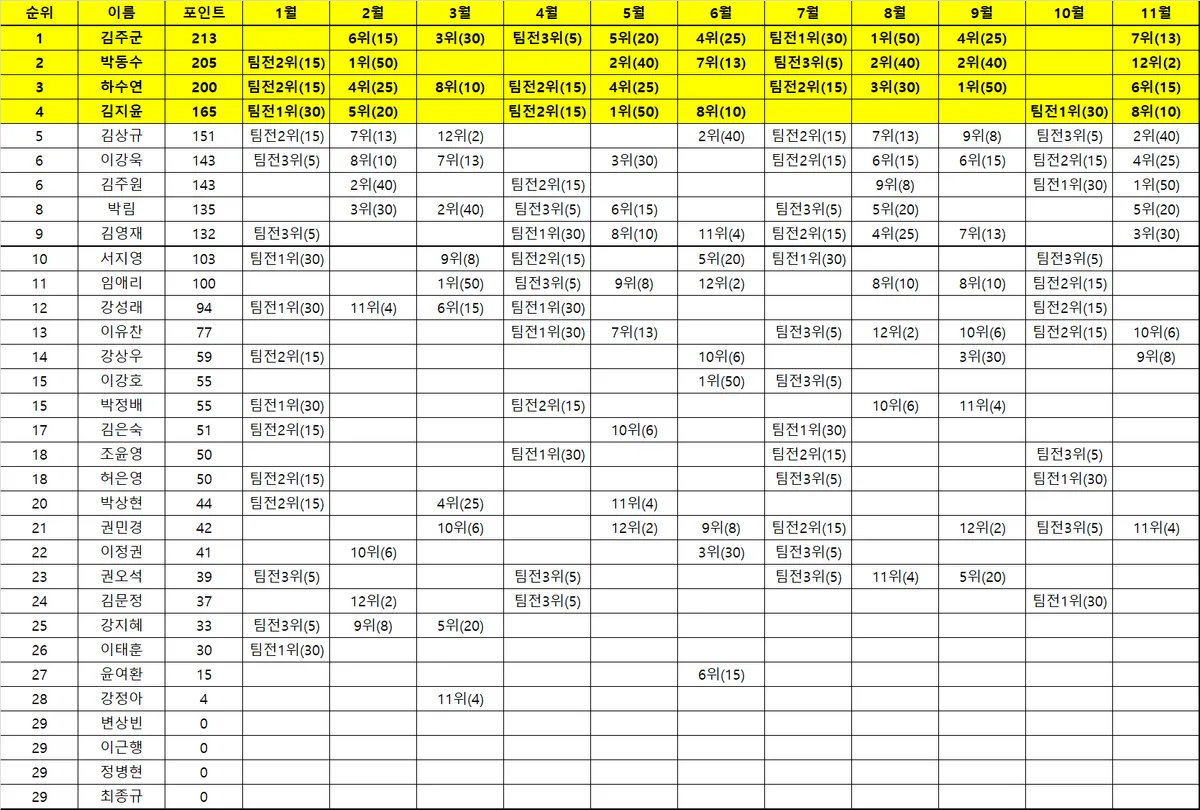 순위 이름 포인트 1월 2월 3월 4월 5월 6월 7월 8월 9월 10월 11월
1 김주군 213 6위(15) 3위(30) 팀전3위(5) 5위(20) 4위(25) 팀전1위(30) 1위(50) 4위(25) 7위(13)
2 박동수 205 팀전2위(15) 1위(50) 2위(40) 7위(13) 팀전3위(5) 2위(40) 2위(40) 12위(2)
3 하수연 200 팀전2위(15) 4위(25) 8위(10) 팀전2위(15) 4위(25) 팀전2위(15) 3위(30) 1위(50) 6위(15)
4 김지윤 165 팀전1위(30) 5위(20) 팀전2위(15) 1위(50) 8위(10) 팀전1위(30) 8위(10)
5 김상규 151 팀전2위(15) 7위(13) 12위(2) 2위(40) 팀전2위(15) 7위(13) 9위(8) 팀전3위(5) 2위(40)
6 이강욱 143 팀전3위(5) 8위(10) 7위(13) 3위(30) 팀전2위(15) 6위(15) 6위(15) 팀전2위(15) 4위(25)
6 김주원 143 2위(40) 팀전2위(15) 9위(8) 팀전1위(30) 1위(50)
8 박림 135 3위(30) 2위(40) 팀전3위(5) 6위(15) 팀전3위(5) 5위(20) 5위(20)
9 김영재 132 팀전3위(5) 팀전1위(30) 8위(10) 11위(4) 팀전2위(15) 4위(25) 7위(13) 3위(30)
10 서지영 103 팀전1위(30) 9위(8) 팀전2위(15) 5위(20) 팀전1위(30) 팀전3위(5)
11 임애리 100 1위(50) 팀전3위(5) 9위(8) 12위(2) 8위(10) 8위(10) 팀전2위(15)
12 강성래 94 팀전1위(30) 11위(4) 6위(15) 팀전1위(30) 팀전2위(15)
13 이유찬 77 팀전1위(30) 7위(13) 팀전3위(5) 12위(2) 10위(6) 팀전2위(15) 10위(6)
14 강상우 59 팀전2위(15) 10위(6) 3위(30) 9위(8)
15 이강호 55 1위(50) 팀전3위(5)
15 박정배 55 팀전1위(30) 팀전2위(15) 10위(6) 11위(4)
17 김은숙 51 팀전2위(15) 10위(6) 팀전1위(30)
18 조윤영 50 팀전1위(30) 팀전2위(15) 팀전3위(5)
18 허은영 50 팀전2위(15) 팀전3위(5) 팀전1위(30)
20 박상현 44 팀전2위(15) 4위(25) 11위(4)
21 권민경 42 10위(6) 12위(2) 9위(8) 팀전2위(15) 12위(2) 팀전3위(5) 11위(4)
22 이정권 41 10위(6) 3위(30) 팀전3위(5)
23 권오석 39 팀전3위(5) 팀전3위(5) 팀전3위(5) 11위(4) 5위(20)
24 김문정 37 12위(2) 팀전3위(5) 팀전1위(30)
25 강지혜 33 팀전3위(5) 9위(8) 5위(20)
26 이태훈 30 팀전1위(30)
27 윤여환 15 6위(15)
28 강정아 4 11위(4)
29 변상빈 0
29 이근행 0
29 정병현 0
29 최종규 0